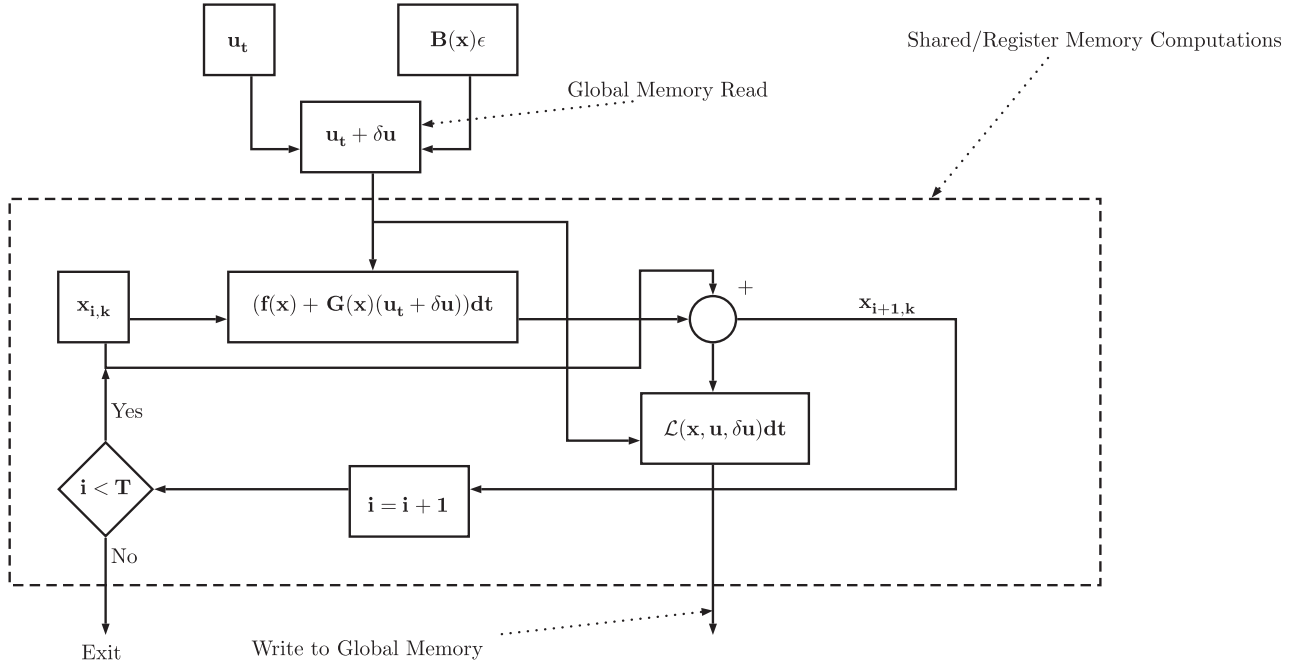 u_t
B(x)ϵ
Shared/Register Memory Computations
Global Memory Read
u_t + δu
x_{i,k}
(f(x) + G(x)(u_t + δu))dt
+
x_{i+1,k}
Yes
ℒ(x, u, δu)dt
i < T
i = i + 1
No
Exit
Write to Global Memory